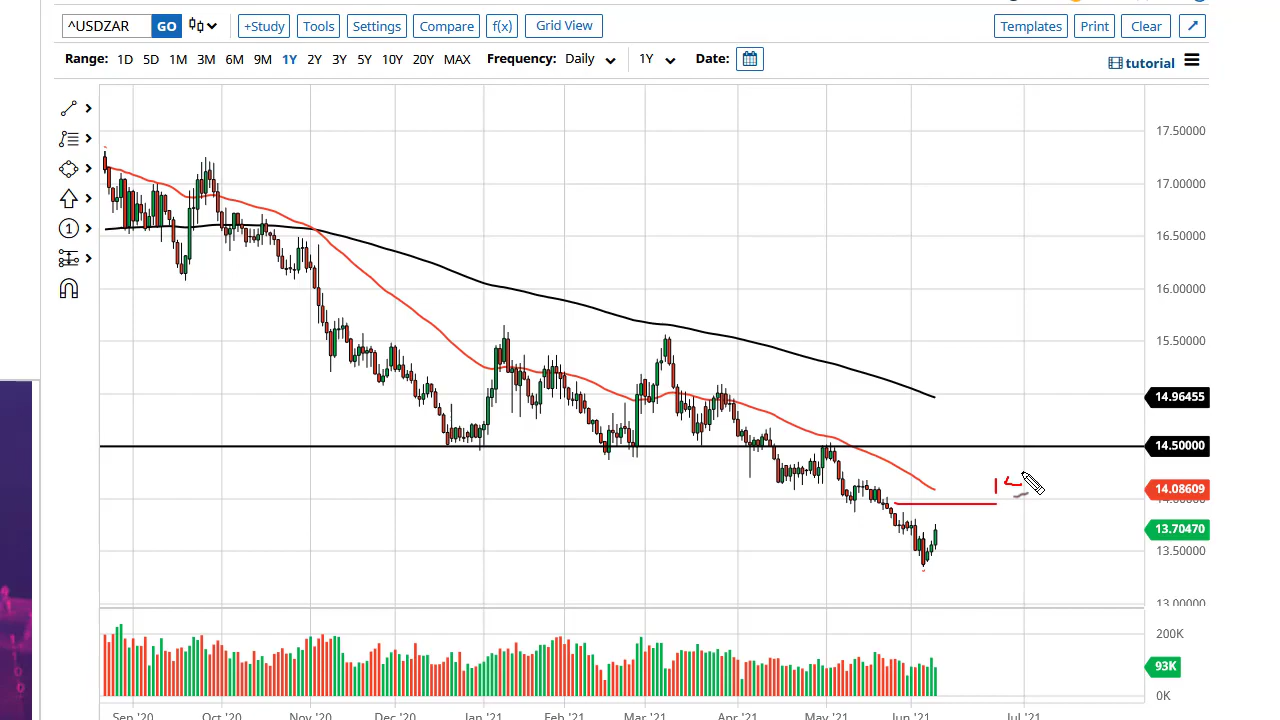 ^USDZAR GO +Study Tools Settings Compare f(x) Grid View Templates Print Clear
Range: 1D 5D 1M 3M 6M 9M 1Y 2Y 3Y 5Y 10Y 20Y MAX Frequency: Daily 1Y Date: tutorial
17.50000
17.00000
1
16.50000
16.00000
15.50000
14.96455
14.50000
14.08609
14.00000
13.70470
13.50000
13.00000
200K
93K
0K
Sep '20 Oct '20 Nov '20 Dec '20 Jan '21 Feb '21 Mar '21 Apr '21 May '21 Jun '21 Jul '21